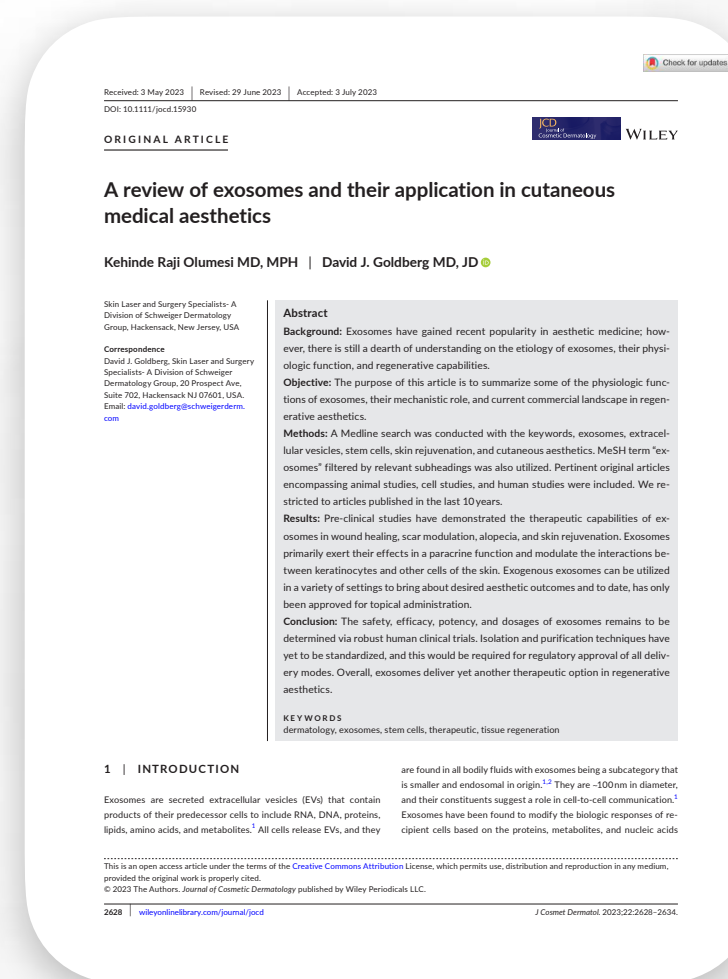 Check for updates
Received: 3 May 2023 | Revised: 29 June 2023 | Accepted: 3 July 2023
DOI: 10.1111/jocd.15930
ORIGINAL ARTICLE
JCD
Journal of
Cosmetic Dermatology
WILEY
A review of exosomes and their application in cutaneous
medical aesthetics
Kehinde Raji Olumesi MD, MPH | David J. Goldberg MD, JD
iD
Skin Laser and Surgery Specialists- A
Division of Schweiger Dermatology
Group, Hackensack, New Jersey, USA
Correspondence
David J. Goldberg, Skin Laser and Surgery
Specialists- A Division of Schweiger
Dermatology Group, 20 Prospect Ave,
Suite 702, Hackensack NJ 07601, USA.
Email: david.goldberg@schweigerderm.
com
Abstract
Background: Exosomes have gained recent popularity in aesthetic medicine; how-
ever, there is still a dearth of understanding on the etiology of exosomes, their physi-
ologic function, and regenerative capabilities.
Objective: The purpose of this article is to summarize some of the physiologic func-
tions of exosomes, their mechanistic role, and current commercial landscape in regen-
erative aesthetics.
Methods: A Medline search was conducted with the keywords, exosomes, extracel-
lular vesicles, stem cells, skin rejuvenation, and cutaneous aesthetics. MeSH term “ex-
osomes” filtered by relevant subheadings was also utilized. Pertinent original articles
encompassing animal studies, cell studies, and human studies were included. We re-
stricted to articles published in the last 10 years.
Results: Pre-clinical studies have demonstrated the therapeutic capabilities of ex-
osomes in wound healing, scar modulation, alopecia, and skin rejuvenation. Exosomes
primarily exert their effects in a paracrine function and modulate the interactions be-
tween keratinocytes and other cells of the skin. Exogenous exosomes can be utilized
in a variety of settings to bring about desired aesthetic outcomes and to date, has only
been approved for topical administration.
Conclusion: The safety, efficacy, potency, and dosages of exosomes remains to be
determined via robust human clinical trials. Isolation and purification techniques have
yet to be standardized, and this would be required for regulatory approval of all deliv-
ery modes. Overall, exosomes deliver yet another therapeutic option in regenerative
aesthetics.
KEYWORDS
dermatology, exosomes, stem cells, therapeutic, tissue regeneration
1 | INTRODUCTION
Exosomes are secreted extracellular vesicles (EVs) that contain
products of their predecessor cells to include RNA, DNA, proteins,
lipids, amino acids, and metabolites.1 All cells release EVs, and they
are found in all bodily fluids with exosomes being a subcategory that
is smaller and endosomal in origin.1,2 They are ~100 nm in diameter,
and their constituents suggest a role in cell-to-cell communication.1
Exosomes have been found to modify the biologic responses of re-
cipient cells based on the proteins, metabolites, and nucleic acids
This is an open access article under the terms of the Creative Commons Attribution License, which permits use, distribution and reproduction in any medium,
provided the original work is properly cited.
© 2023 The Authors. Journal of Cosmetic Dermatology published by Wiley Periodicals LLC.
2628 | wileyonlinelibrary.com/journal/jocd
J Cosmet Dermatol. 2023;22:2628–2634.